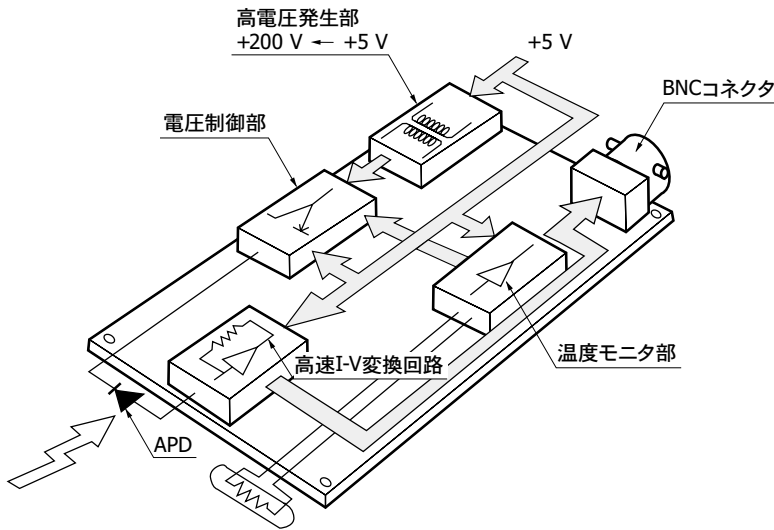 高電圧発生部
+200 V ← +5 V
+5 V
BNCコネクタ
電圧制御部
高速I-V変換回路
温度モニタ部
APD